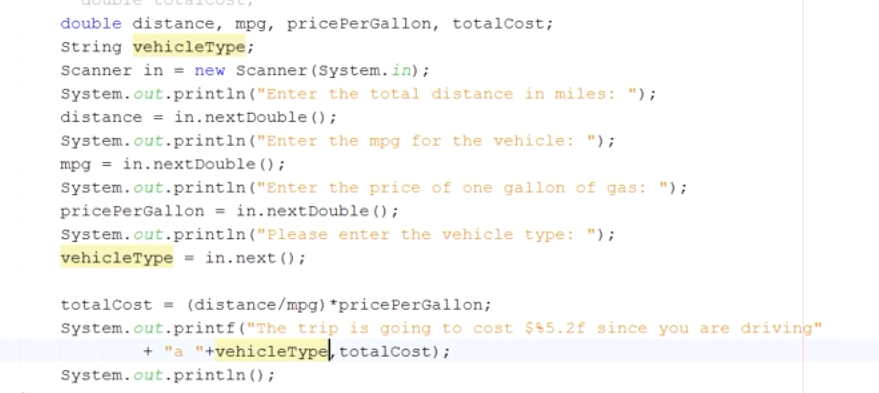 double totalCost;
double distance, mpg, pricePerGallon, totalCost;
String vehicleType;
Scanner in = new Scanner(System.in);
System.out.println("Enter the total distance in miles: ");
distance = in.nextDouble();
System.out.println("Enter the mpg for the vehicle: ");
mpg = in.nextDouble();
System.out.println("Enter the price of one gallon of gas: ");
pricePerGallon = in.nextDouble();
System.out.println("Please enter the vehicle type: ");
vehicleType = in.next();
totalCost = (distance/mpg)*pricePerGallon;
System.out.printf("The trip is going to cost $%5.2f since you are driving"
+ "a "+vehicleType,totalCost);
System.out.println();